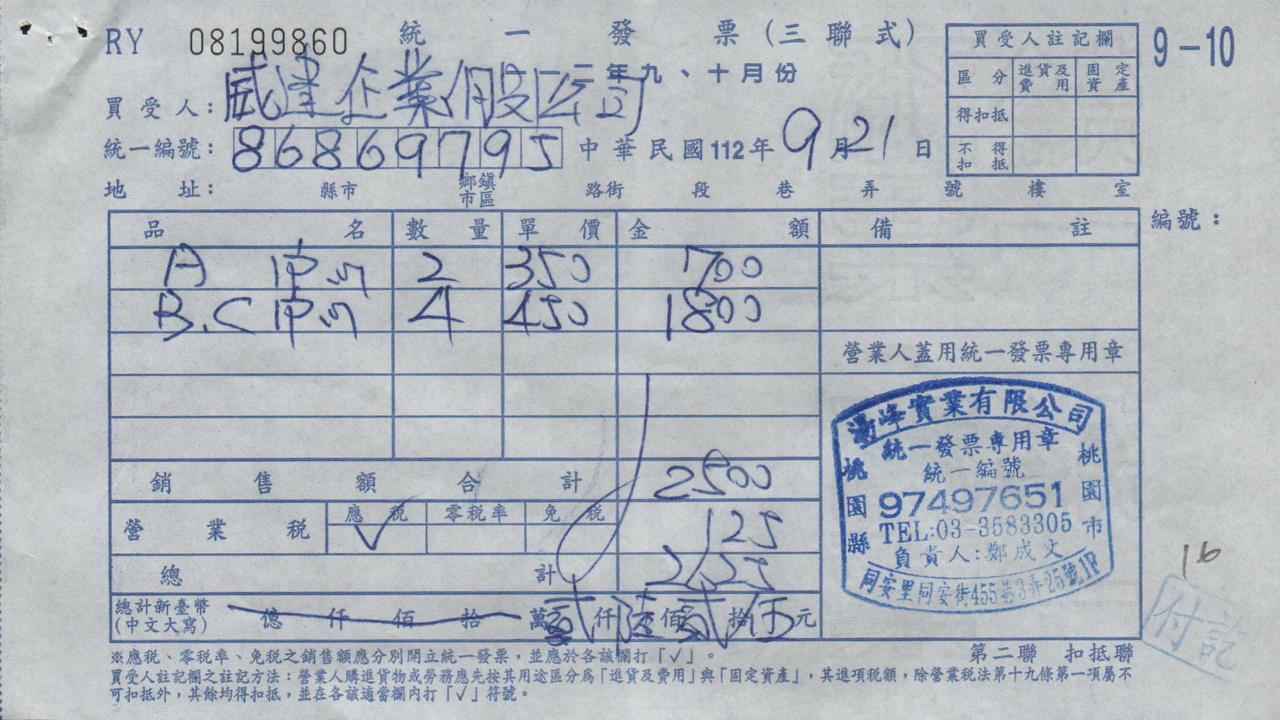 RY 08199860 統一發票(三聯式) 9-10
二年九、十月份
買受人: 威達企業股份公司
統一編號: 86869795 中華民國112年9月21日
地址: 縣市 鄉鎮市區 路街 段 巷 弄 號 樓 室
買受人註記欄
區分 進貨及費用 固定資產
得扣抵
不得扣抵
品名 數量 單價 金額 備註 編號:
A 2 350 700
B.C 4 450 1800
營業人蓋用統一發票專用章
銷售額合計 2500
營業稅 應稅 √ 零稅率 免稅 125
總計 2625
總計新臺幣(中文大寫) 億仟佰拾萬貳仟陸佰貳拾伍元
峰實業有限公司
統一發票專用章
統一編號
97497651
TEL:03-3583305
負責人:鄭成文
桃園縣
桃園市
同安里同安街455巷3弄25號1F
16
付訖
第二聯 扣抵聯
※應稅、零稅率、免稅之銷售額應分別開立統一發票,並應於各該欄打「√」。
買受人註記欄之註記方法:營業人購進貨物或勞務應先按其用途區分為「進貨及費用」與「固定資產」,其進項稅額,除營業稅法第十九條第一項屬不
可扣抵外,其餘均得扣抵,並在各該適當欄內打「√」符號。